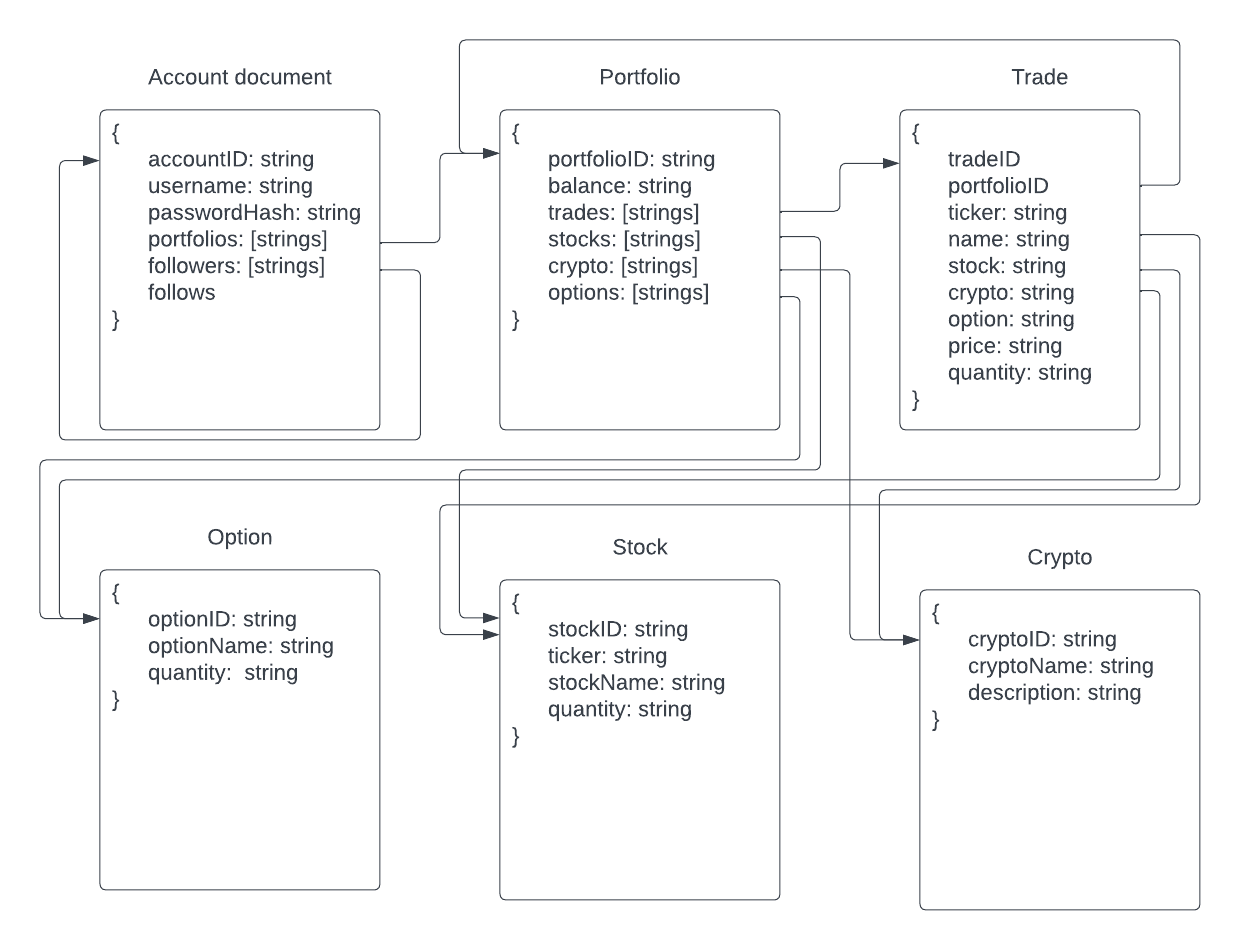 Account document
{
accountID: string
username: string
passwordHash: string
portfolios: [strings]
followers: [strings]
follows
}
Portfolio
{
portfolioID: string
balance: string
trades: [strings]
stocks: [strings]
crypto: [strings]
options: [strings]
}
Trade
{
tradeID
portfolioID
ticker: string
name: string
stock: string
crypto: string
option: string
price: string
quantity: string
}
Option
{
optionID: string
optionName: string
quantity:  string
}
Stock
{
stockID: string
ticker: string
stockName: string
quantity: string
}
Crypto
{
cryptoID: string
cryptoName: string
description: string
}